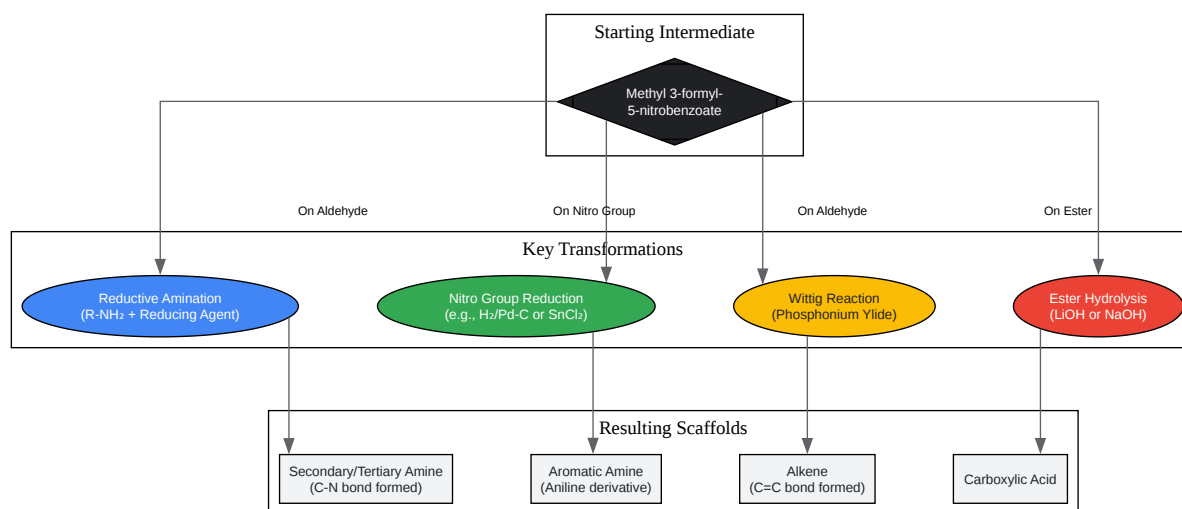 Starting Intermediate
Methyl 3-formyl-
5-nitrobenzoate
On Aldehyde
On Nitro Group
On Aldehyde
On Ester
Key Transformations
Reductive Amination
(R-NH₂ + Reducing Agent)
Nitro Group Reduction
(e.g., H₂/Pd-C or SnCl₂)
Wittig Reaction
(Phosphonium Ylide)
Ester Hydrolysis
(LiOH or NaOH)
Resulting Scaffolds
Secondary/Tertiary Amine
(C-N bond formed)
Aromatic Amine
(Aniline derivative)
Alkene
(C=C bond formed)
Carboxylic Acid